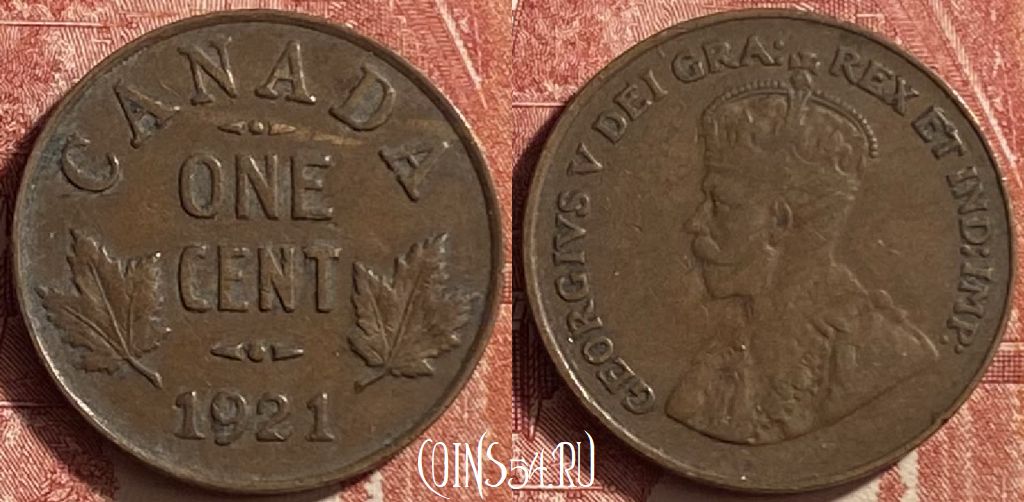 CANADA
ONE
CENT
1921
GEORGIVS V DEI GRA: REX ET IND: IMP:
COINS54.RU